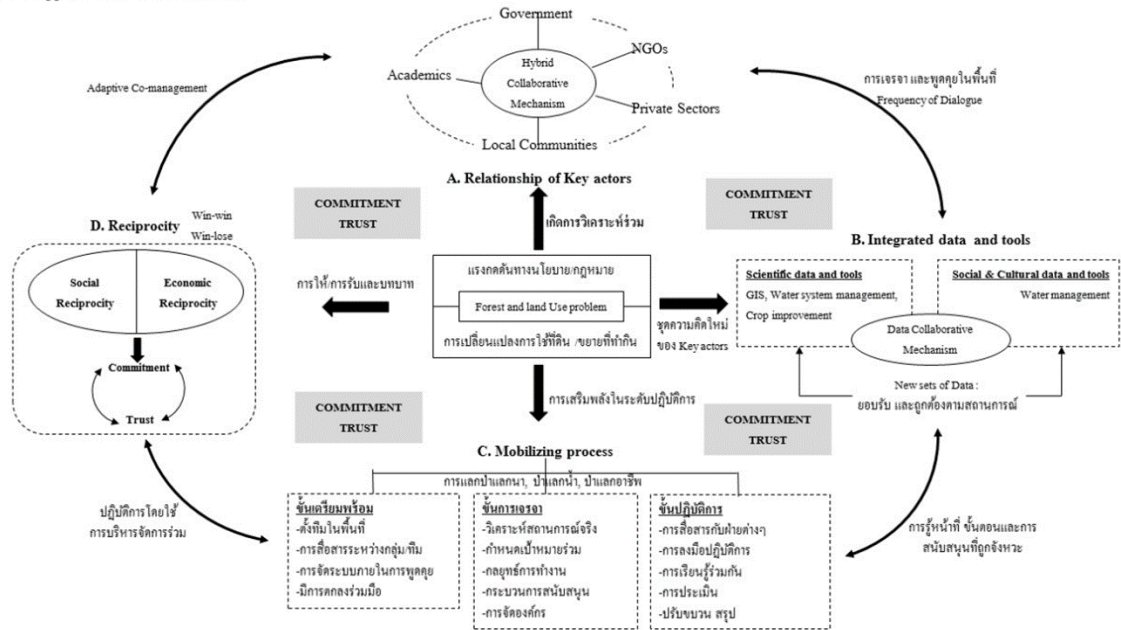 Government
NGOs
Hybrid
Collaborative
Mechanism
Academics
Private Sectors
Local Communities
Adaptive Co-management
การเจรจา และพูดคุยในพื้นที่
Frequency of Dialogue
A. Relationship of Key actors
COMMITMENT
TRUST
เกิดการวิเคราะห์ร่วม
COMMITMENT
TRUST
D. Reciprocity
Win-win
Win-lose
Social
Reciprocity
Economic
Reciprocity
Commitment
Trust
การให้/การรับและบทบาท
แรงกดดันทางนโยบาย/กฎหมาย
Forest and land Use problem
การเปลี่ยนแปลงการใช้ที่ดิน /ขยายที่ทำกิน
ชุดความคิดใหม่
ของ Key actors
B. Integrated data and tools
Scientific data and tools
GIS, Water system management,
Crop improvement
Social & Cultural data and tools
Water management
Data Collaborative
Mechanism
New sets of Data :
ยอมรับ และถูกต้องตามสถานการณ์
COMMITMENT
TRUST
การเสริมพลังในระดับปฏิบัติการ
COMMITMENT
TRUST
C. Mobilizing process
การแลกป่าแลกนา, ป่าแลกน้ำ, ป่าแลกอาชีพ
ขั้นเตรียมพร้อม
-ตั้งทีมในพื้นที่
-การสื่อสารระหว่างกลุ่ม/ทีม
-การจัดระบบภายในการพูดคุย
-มีการตกลงร่วมมือ
ขั้นการเจรจา
-วิเคราะห์สถานการณ์จริง
-กำหนดเป้าหมายร่วม
-กลยุทธ์การทำงาน
-กระบวนการสนับสนุน
-การจัดองค์กร
ขั้นปฏิบัติการ
-การสื่อสารกับฝ่ายต่างๆ
-การลงมือปฏิบัติการ
-การเรียนรู้ร่วมกัน
-การประเมิน
-ปรับขบวน สรุป
ปฏิบัติการโดยใช้
การบริหารจัดการร่วม
การรู้หน้าที่ ขั้นตอนและการ
สนับสนุนที่ถูกจังหวะ